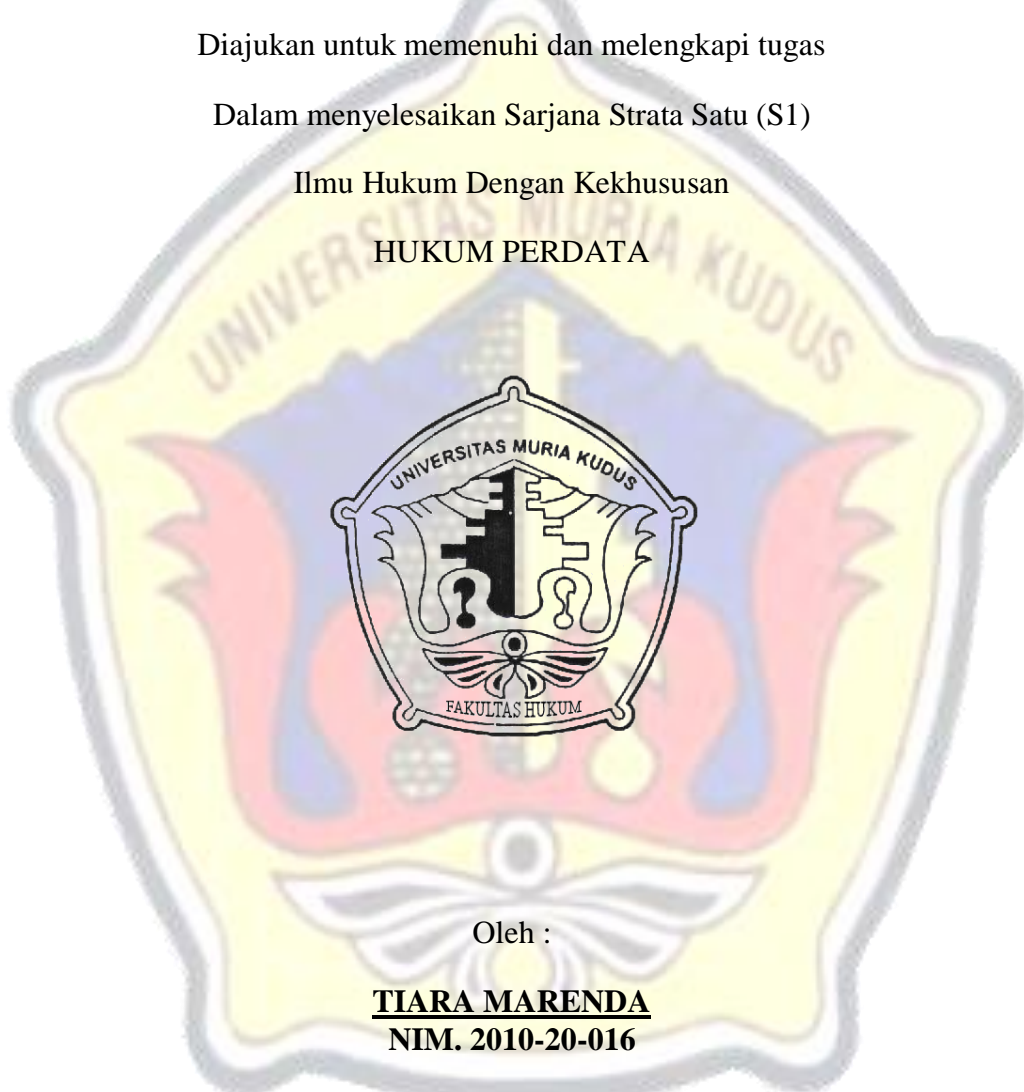 Diajukan untuk memenuhi dan melengkapi tugas
Dalam menyelesaikan Sarjana Strata Satu (S1)
Ilmu Hukum Dengan Kekhususan
HUKUM PERDATA
UNIVERSITAS MURIA KUDUS
UNIVERSITAS MURIA KUDUS
FAKULTAS HUKUM
Oleh :
TIARA MARENDA
NIM. 2010-20-016